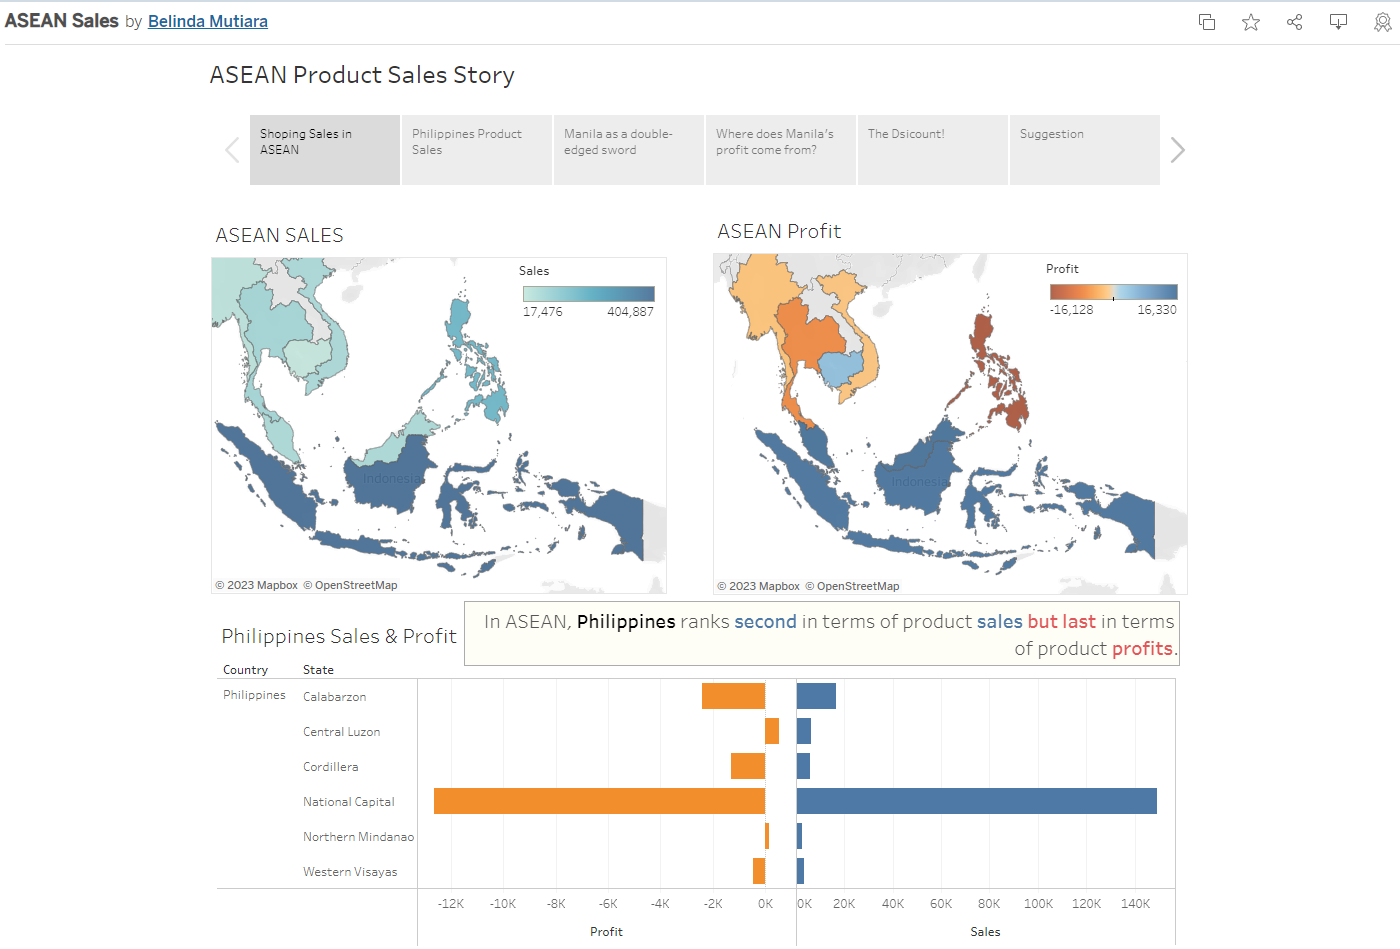 ASEAN Sales by Belinda Mutiara
ASEAN Product Sales Story
Shoping Sales in
ASEAN
Philippines Product
Sales
Manila as a double-
edged sword
Where does Manila's
profit come from?
The Dsicount!
Suggestion
ASEAN SALES
Sales
17,476
404,887
Indonesia
© 2023 Mapbox © OpenStreetMap
ASEAN Profit
Profit
-16,128
16,330
Indonesia
© 2023 Mapbox © OpenStreetMap
In ASEAN, Philippines ranks second in terms of product sales but last in terms
of product profits.
Philippines Sales & Profit
Country State
Philippines
Calabarzon
Central Luzon
Cordillera
National Capital
Northern Mindanao
Western Visayas
-12K -10K -8K -6K -4K -2K 0K
Profit
0K 20K 40K 60K 80K 100K 120K 140K
Sales